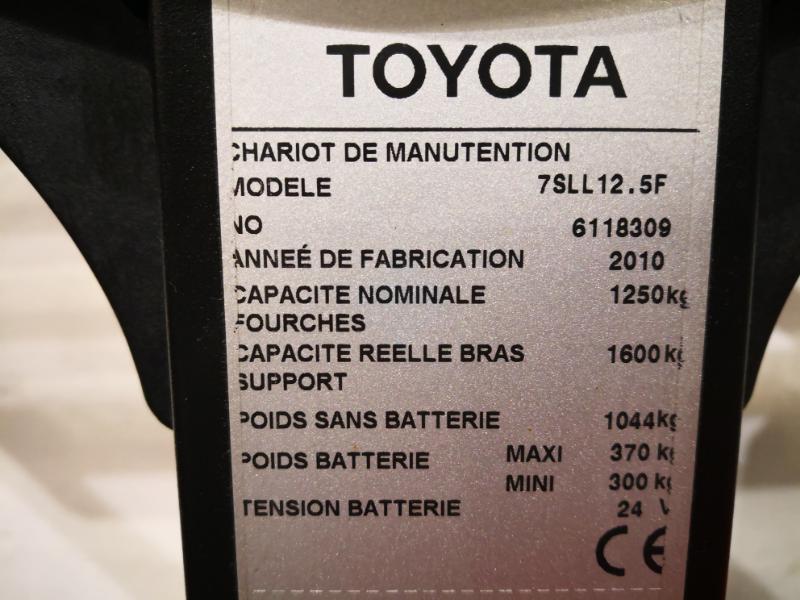 TOYOTA
CHARIOT DE MANUTENTION
MODELE 7SLL12.5F
NO 6118309
ANNEÉ DE FABRICATION 2010
CAPACITE NOMINALE 1250kg
FOURCHES
CAPACITE REELLE BRAS 1600kg
SUPPORT
POIDS SANS BATTERIE 1044kg
POIDS BATTERIE MAXI 370 kg
MINI 300 kg
TENSION BATTERIE 24 V
CE